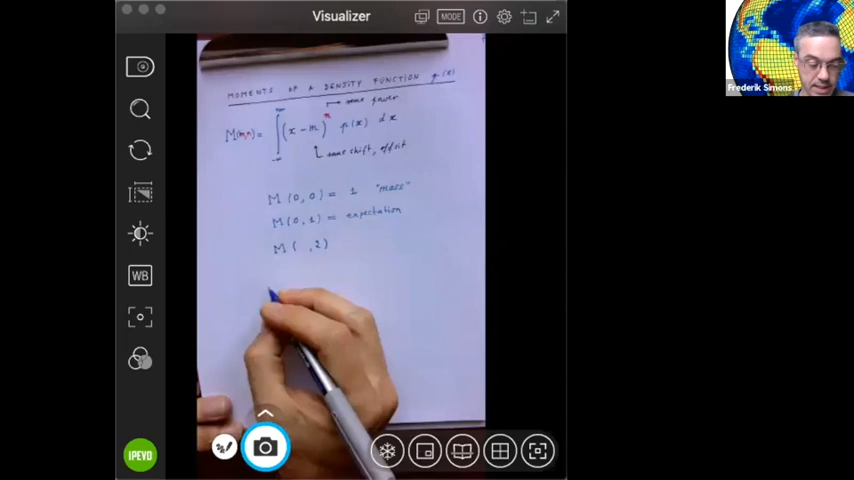 Visualizer
MODE
Frederik Simons
MOMENTS OF A DENSITY FUNCTION p(x)
↦ some power
M(m,n) = ∫_{-∞}^{+∞} (x - m)^n p(x) dx
some shift, offset
M (0, 0) = 1 "mass"
M (0, 1) = expectation
M ( , 2)
WB
IPEVO